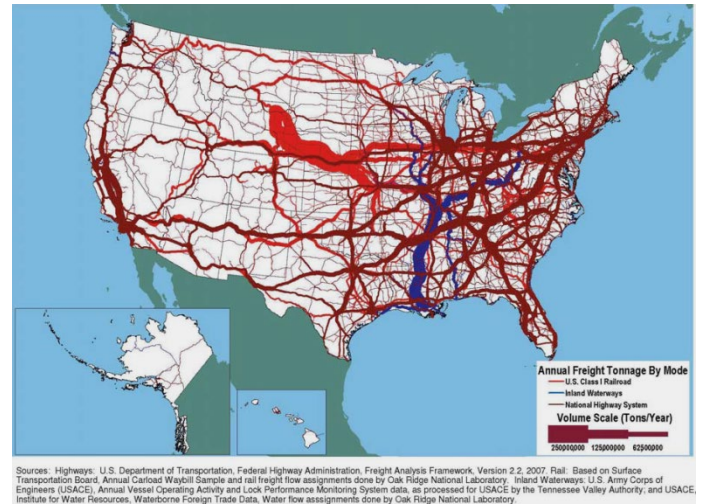 Annual Freight Tonnage By Mode
U.S. Class I Railroad
Inland Waterways
National Highway System
Volume Scale (Tons/Year)
250000000 125000000 62500000
Sources: Highways: U.S. Department of Transportation, Federal Highway Administration, Freight Analysis Framework, Version 2.2, 2007. Rail: Based on Surface
Transportation Board, Annual Carload Waybill Sample and rail freight flow assignments done by Oak Ridge National Laboratory. Inland Waterways: U.S. Army Corps of
Engineers (USACE), Annual Vessel Operating Activity and Lock Performance Monitoring System data, as processed for USACE by the Tennessee Valley Authority; and USACE,
Institute for Water Resources, Waterborne Foreign Trade Data, Water flow asssignments done by Oak Ridge National Laboratory.